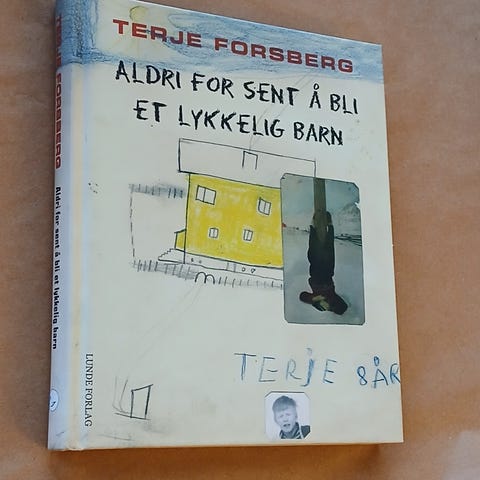 TERJE FORSBERG
ALDRI FOR SENT Å BLI
ET LYKKELIG BARN
TERJE 8 ÅR
TERJE FORSBERG
Aldri for sent å bli et lykkelig barn
LUNDE FORLAG